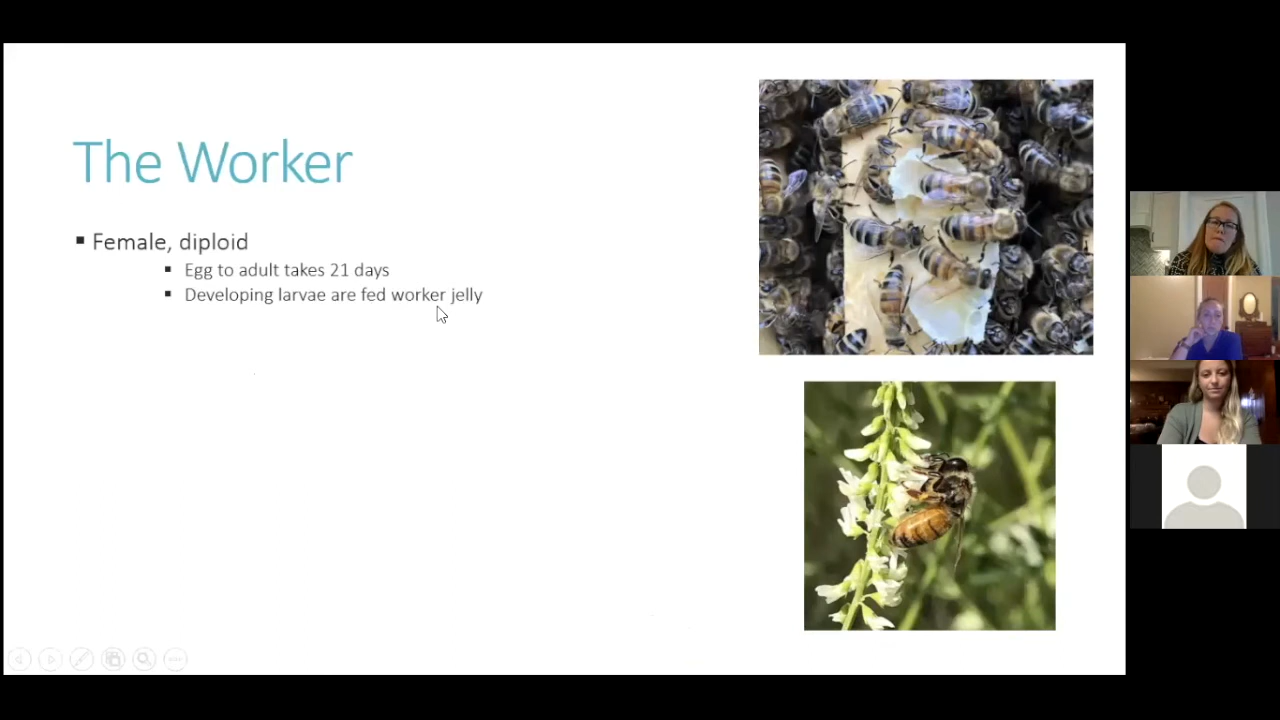 The Worker
▪ Female, diploid
▪ Egg to adult takes 21 days
▪ Developing larvae are fed worker jelly